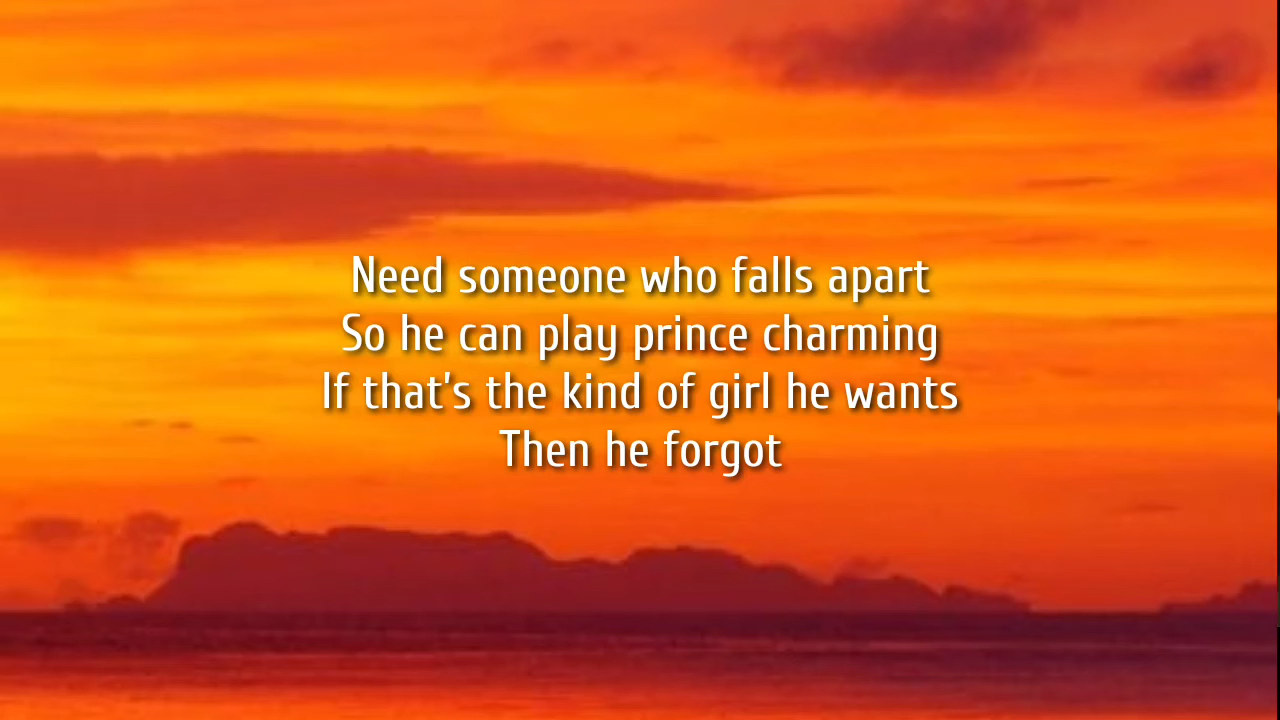 Need someone who falls apart
So he can play prince charming
If that's the kind of girl he wants
Then he forgot